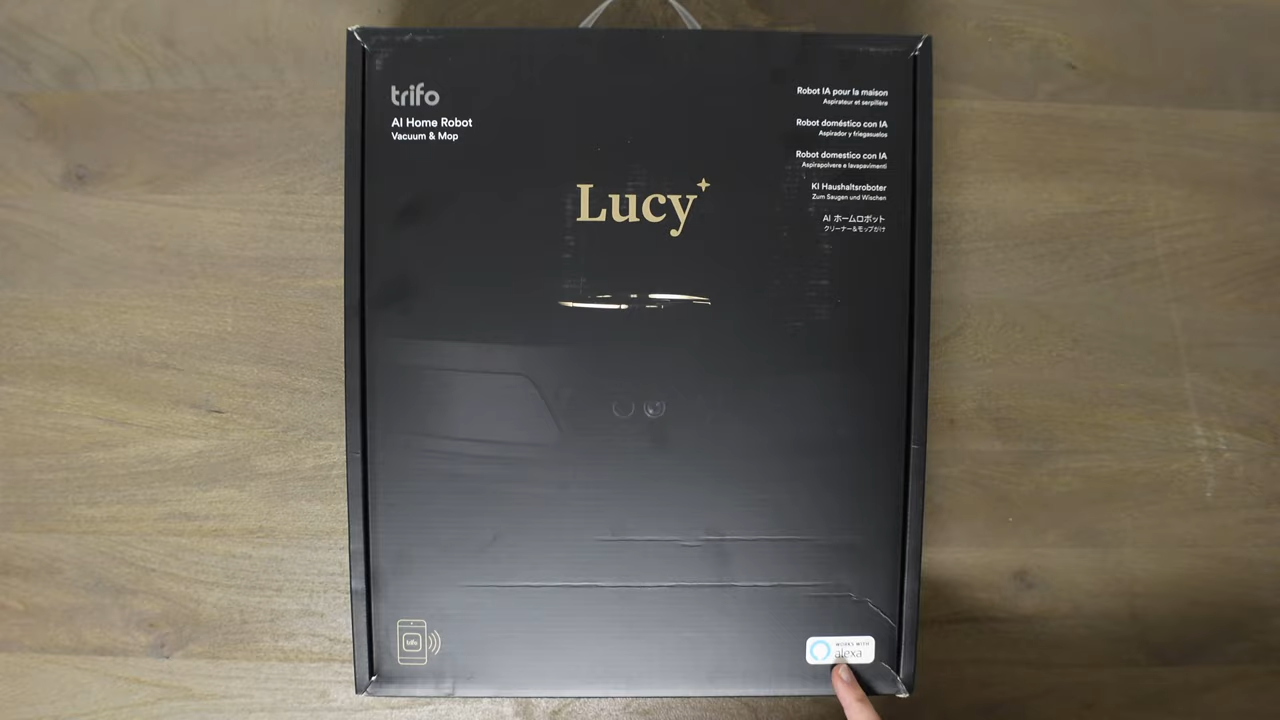 trifo
AI Home Robot
Vacuum & Mop
Lucy
Robot IA pour la maison
Aspirateur et serpillère
Robot doméstico con IA
Aspirador y friegasuelos
Robot domestico con IA
Aspirapolvere e lavapavimenti
KI Haushaltsroboter
Zum Saugen und Wischen
AI ホームロボット
クリーナー&モップがけ
trifo
WORKS WITH
alexa